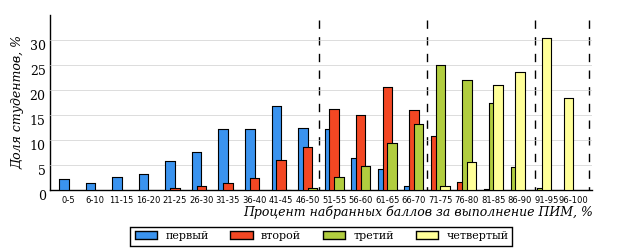 Доля студентов, %
30
25
20
15
10
5
0
0-5 6-10 11-15 16-20 21-25 26-30 31-35 36-40 41-45 46-50 51-55 56-60 61-65 66-70 71-75 76-80 81-85 86-90 91-95 96-100
Процент набранных баллов за выполнение ПИМ, %
первый второй третий четвертый